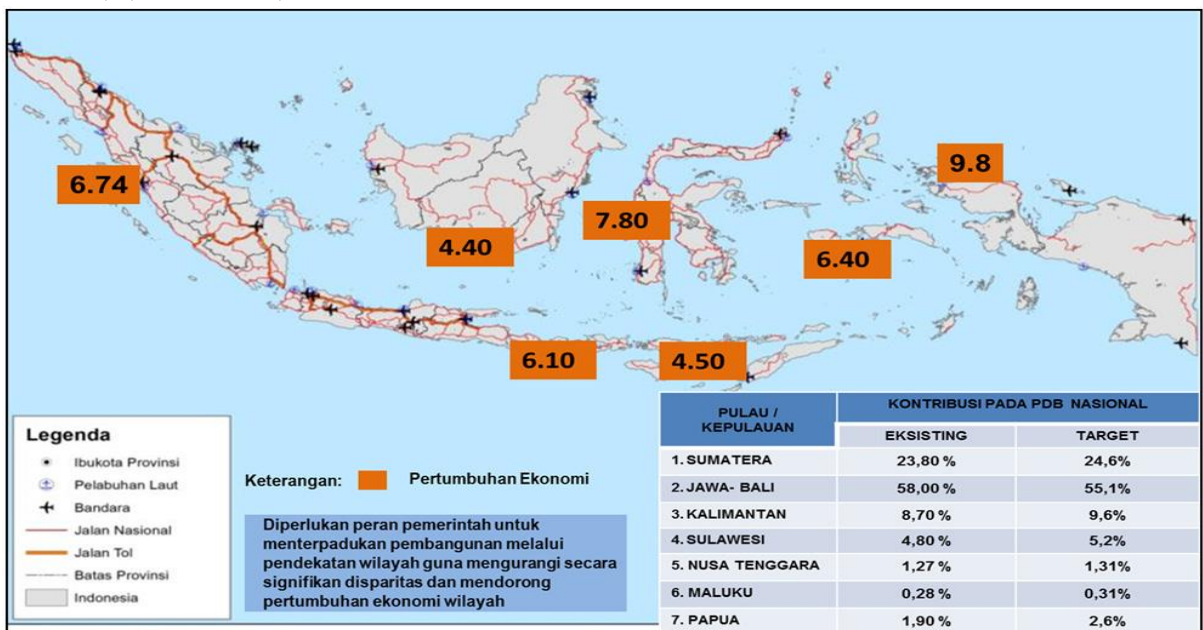 6.74
4.40
7.80
9.8
6.40
6.10
4.50
Legenda
Ibukota Provinsi
Pelabuhan Laut
Bandara
Jalan Nasional
Jalan Tol
Batas Provinsi
Indonesia
Keterangan: Pertumbuhan Ekonomi
Diperlukan peran pemerintah untuk
menterpadukan pembangunan melalui
pendekatan wilayah guna mengurangi secara
signifikan disparitas dan mendorong
pertumbuhan ekonomi wilayah
PULAU / KEPULAUAN KONTRIBUSI PADA PDB NASIONAL
EKSISTING TARGET
1. SUMATERA 23,80 % 24,6%
2. JAWA- BALI 58,00 % 55,1%
3. KALIMANTAN 8,70 % 9,6%
4. SULAWESI 4,80 % 5,2%
5. NUSA TENGGARA 1,27 % 1,31%
6. MALUKU 0,28 % 0,31%
7. PAPUA 1,90 % 2,6%